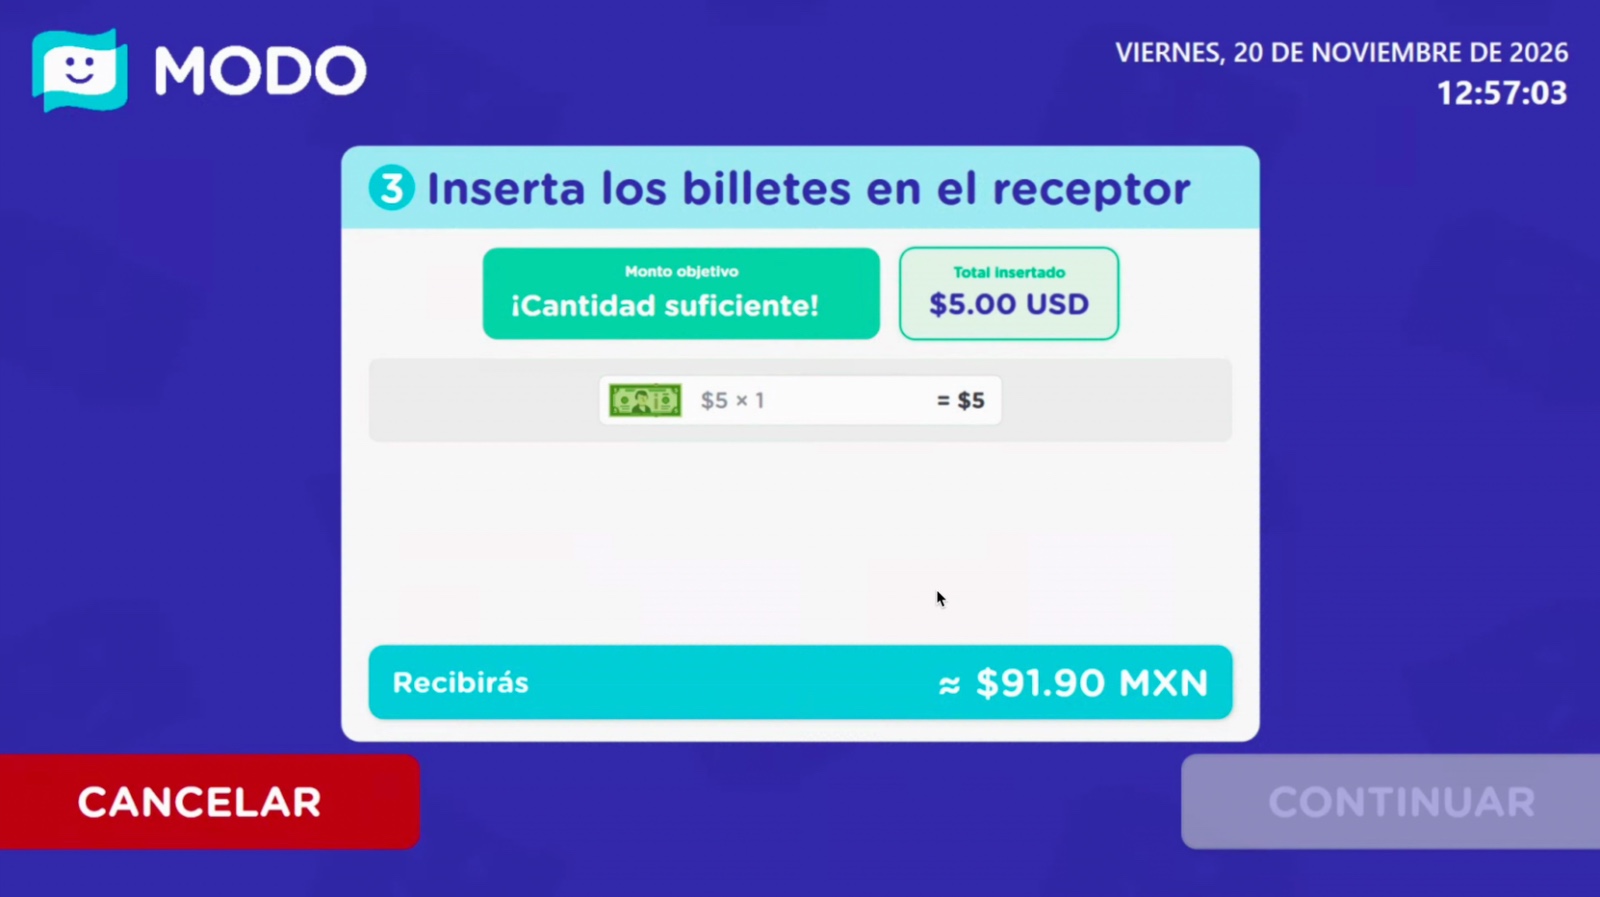 MODO
VIERNES, 20 DE NOVIEMBRE DE 2026
12:57:03
3 Inserta los billetes en el receptor
Monto objetivo
¡Cantidad suficiente!
Total insertado
$5.00 USD
$5 × 1 = $5
Recibirás ≈ $91.90 MXN
CANCELAR
CONTINUAR